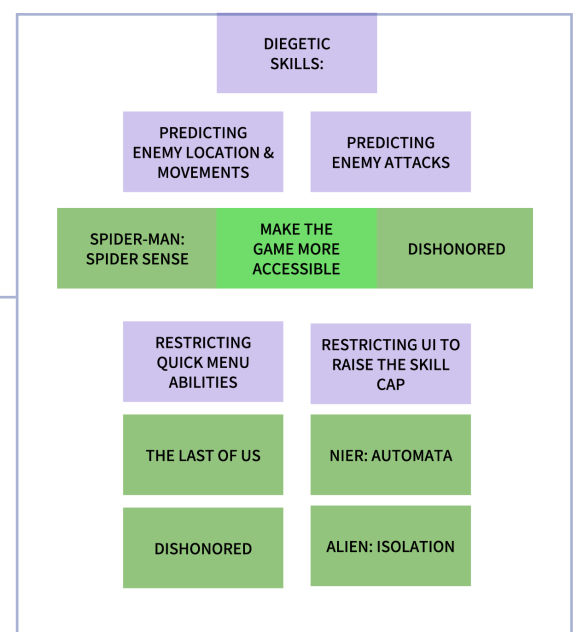 DIEGETIC
SKILLS:
PREDICTING
ENEMY LOCATION &
MOVEMENTS
PREDICTING
ENEMY ATTACKS
SPIDER-MAN:
SPIDER SENSE
MAKE THE
GAME MORE
ACCESSIBLE
DISHONORED
RESTRICTING
QUICK MENU
ABILITIES
RESTRICTING UI TO
RAISE THE SKILL
CAP
THE LAST OF US
NIER: AUTOMATA
DISHONORED
ALIEN: ISOLATION